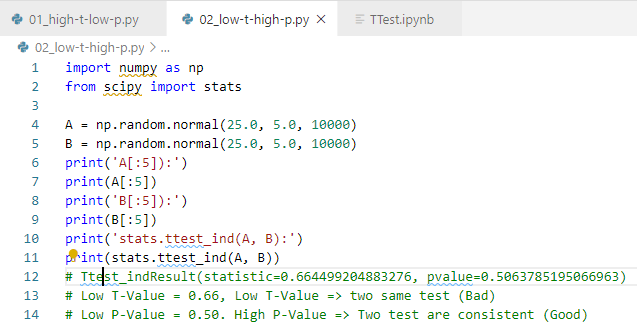 01_high-t-low-p.py
02_low-t-high-p.py
TTest.ipynb
02_low-t-high-p.py > ...
1 import numpy as np
2 from scipy import stats
3
4 A = np.random.normal(25.0, 5.0, 10000)
5 B = np.random.normal(25.0, 5.0, 10000)
6 print('A[:5]):')
7 print(A[:5])
8 print('B[:5]):')
9 print(B[:5])
10 print('stats.ttest_ind(A, B):')
11 print(stats.ttest_ind(A, B))
12 # Ttest_indResult(statistic=0.664499204883276, pvalue=0.5063785195066963)
13 # Low T-Value = 0.66, Low T-Value => two same test (Bad)
14 # Low P-Value = 0.50. High P-Value => Two test are consistent (Good)